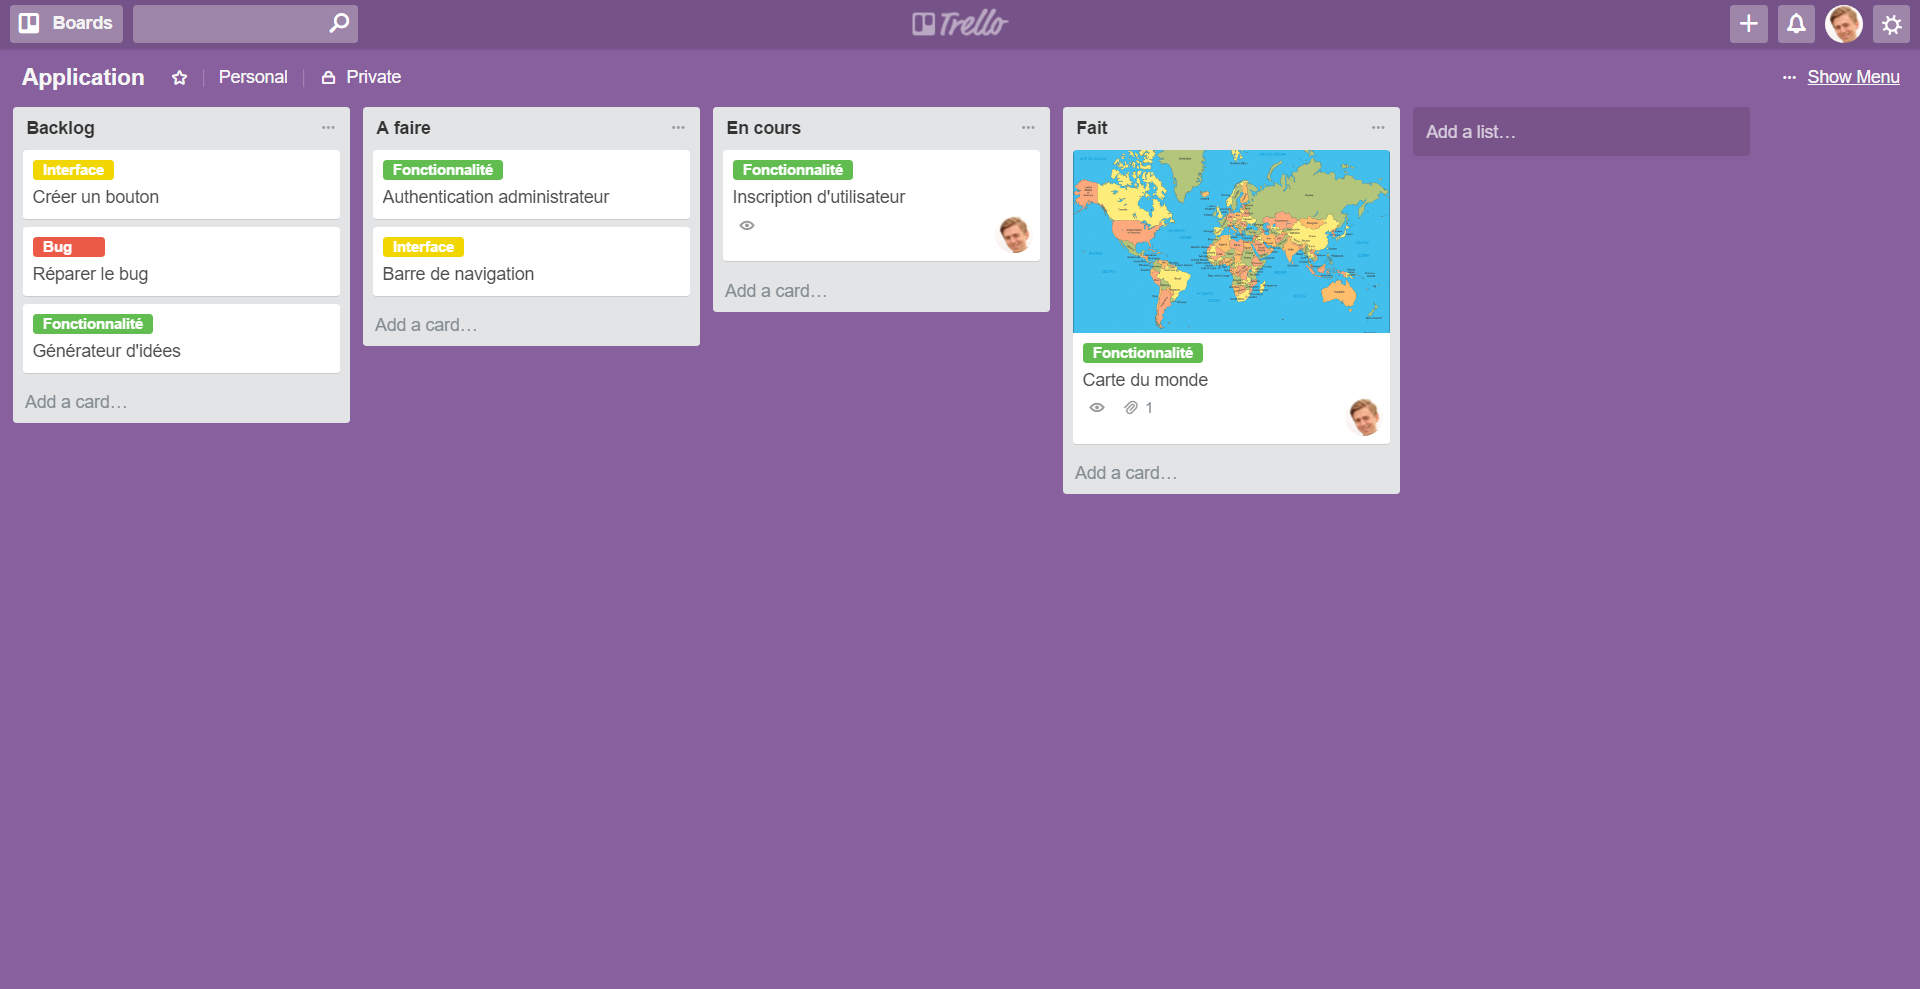 Boards
Trello
Application
Personal
Private
Show Menu
Backlog
Interface
Créer un bouton
Bug
Réparer le bug
Fonctionnalité
Générateur d'idées
Add a card…
A faire
Fonctionnalité
Authentication administrateur
Interface
Barre de navigation
Add a card…
En cours
Fonctionnalité
Inscription d'utilisateur
Add a card…
Fait
Fonctionnalité
Carte du monde
1
Add a card…
Add a list…